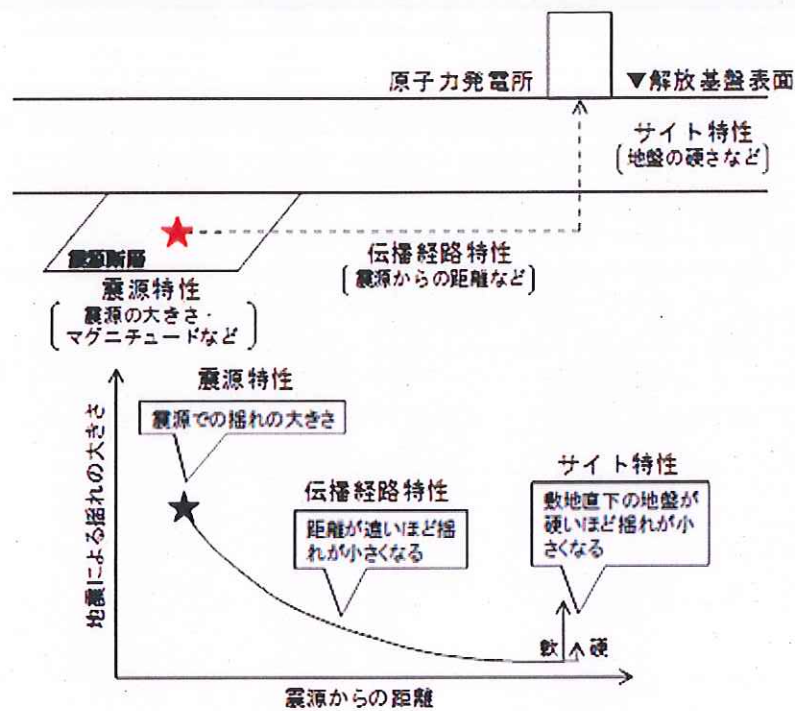 原子力発電所 ▼解放基盤表面
サイト特性
(地盤の硬さなど)
震源断層
伝播経路特性
(震源からの距離など)
震源特性
(震源の大きさ・
マグニチュードなど)
震源特性
震源での揺れの大きさ
サイト特性
敷地直下の地盤が
硬いほど揺れが小
さくなる
伝播経路特性
距離が遠いほど揺
れが小さくなる
地震による揺れの大きさ
軟 硬
震源からの距離